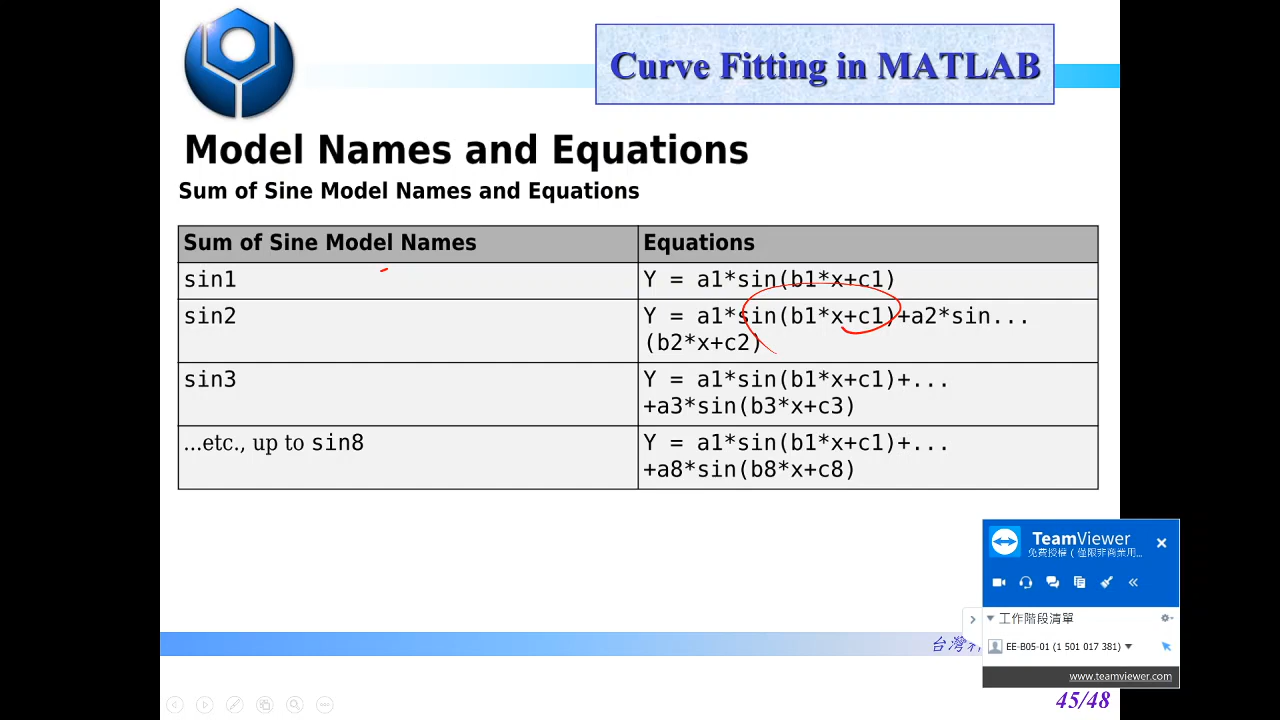 Curve Fitting in MATLAB
Model Names and Equations
Sum of Sine Model Names and Equations
Sum of Sine Model Names
Equations
sin1
Y = a1*sin(b1*x+c1)
sin2
Y = a1*sin(b1*x+c1)+a2*sin...
(b2*x+c2)
sin3
Y = a1*sin(b1*x+c1)+...
+a3*sin(b3*x+c3)
...etc., up to sin8
Y = a1*sin(b1*x+c1)+...
+a8*sin(b8*x+c8)
TeamViewer
免費授權 (僅限非商業用...
工作階段清單
EE-B05-01 (1 501 017 381)
www.teamviewer.com
台灣
45/48